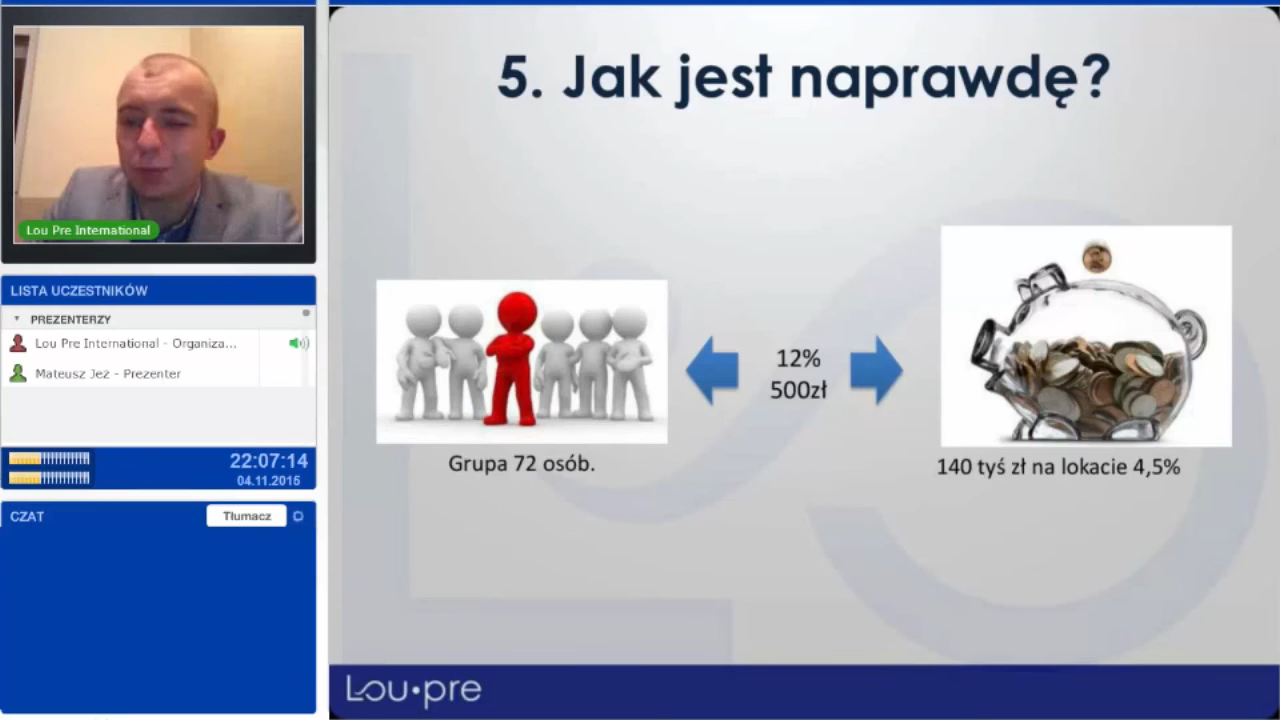 Lou Pre International
LISTA UCZESTNIKÓW
PREZENTERZY
Lou Pre International - Organiza...
Mateusz Jeż - Prezenter
22:07:14
04.11.2015
CZAT
Tłumacz
5. Jak jest naprawdę?
12%
500zł
Grupa 72 osób.
140 tyś zł na lokacie 4,5%
Lou•pre